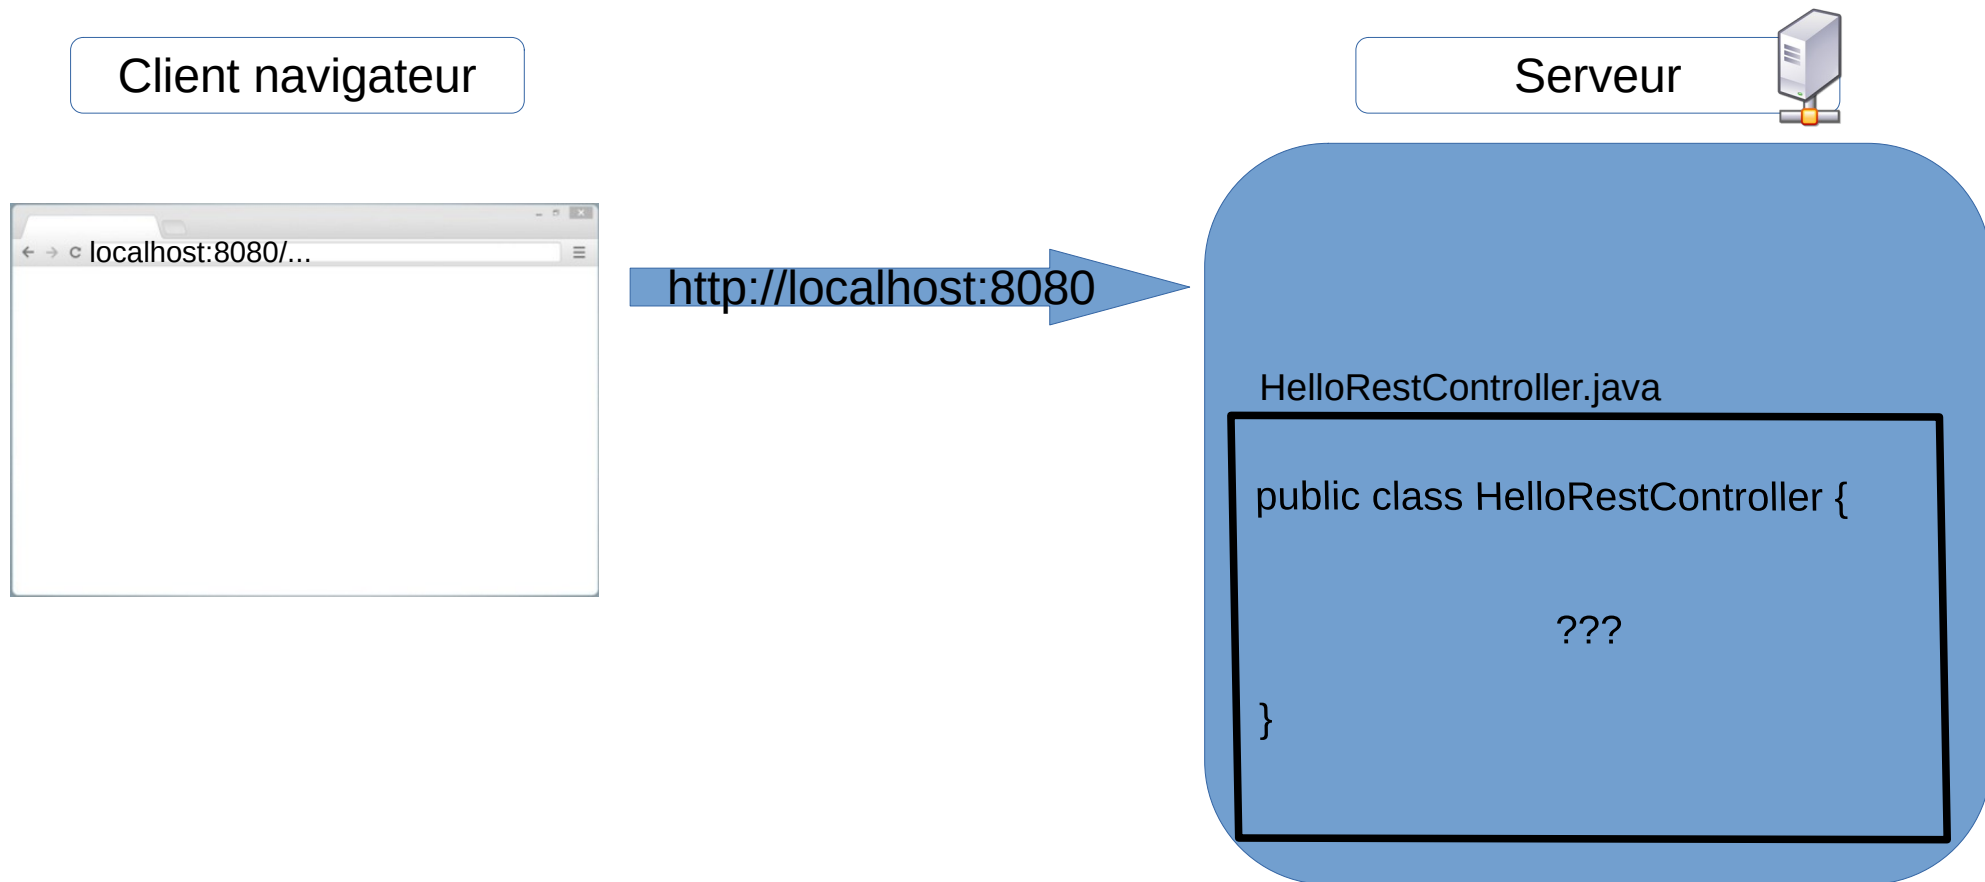 Client navigateur
Serveur
localhost:8080/...
http://localhost:8080
HelloRestController.java
public class HelloRestController {
???
}